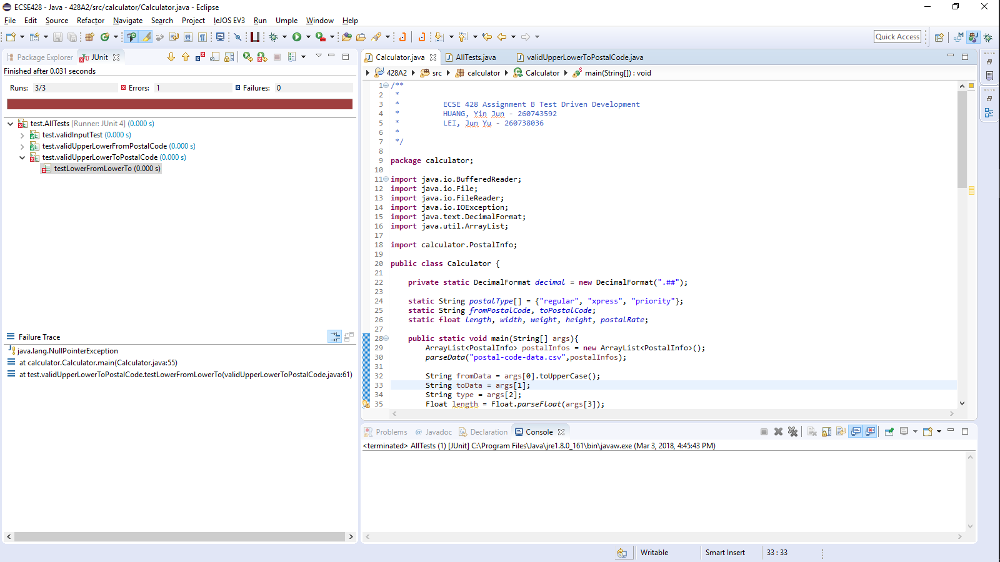 ECSE428 - Java - 428A2/src/calculator/Calculator.java - Eclipse
File Edit Source Refactor Navigate Search Project leJOS EV3 Run Umple Window Help
Quick Access
Package Explorer JUnit
Finished after 0.031 seconds
Runs: 3/3 Errors: 1 Failures: 0
test.AllTests [Runner: JUnit 4] (0.000 s)
test.validInputTest (0.000 s)
test.validUpperLowerFromPostalCode (0.000 s)
test.validUpperLowerToPostalCode (0.000 s)
testLowerFromLowerTo (0.000 s)
Failure Trace
java.lang.NullPointerException
at calculator.Calculator.main(Calculator.java:55)
at test.validUpperLowerToPostalCode.testLowerFromLowerTo(validUpperLowerToPostalCode.java:61)
Calculator.java AllTests.java validUpperLowerToPostalCode.java
428A2 src calculator Calculator main(String[]) : void
1 /**
2 *
3 * ECSE 428 Assignment B Test Driven Development
4 * HUANG, Yin Jun - 260743592
5 * LEI, Jun Yu - 260738036
6 *
7 */
8
9 package calculator;
10
11 import java.io.BufferedReader;
12 import java.io.File;
13 import java.io.FileReader;
14 import java.io.IOException;
15 import java.text.DecimalFormat;
16 import java.util.ArrayList;
17
18 import calculator.PostalInfo;
19
20 public class Calculator {
21
22 private static DecimalFormat decimal = new DecimalFormat(".##");
23
24 static String postalType[] = {"regular", "xpress", "priority"};
25 static String fromPostalCode, toPostalCode;
26 static float length, width, weight, height, postalRate;
27
28 public static void main(String[] args){
29 ArrayList<PostalInfo> postalInfos = new ArrayList<PostalInfo>();
30 parseData("postal-code-data.csv",postalInfos);
31
32 String fromData = args[0].toUpperCase();
33 String toData = args[1];
34 String type = args[2];
35 Float length = Float.parseFloat(args[3]);
Problems Javadoc Declaration Console
<terminated> AllTests (1) [JUnit] C:\Program Files\Java\jre1.8.0_161\bin\javaw.exe (Mar 3, 2018, 4:45:43 PM)
Writable Smart Insert 33 : 33